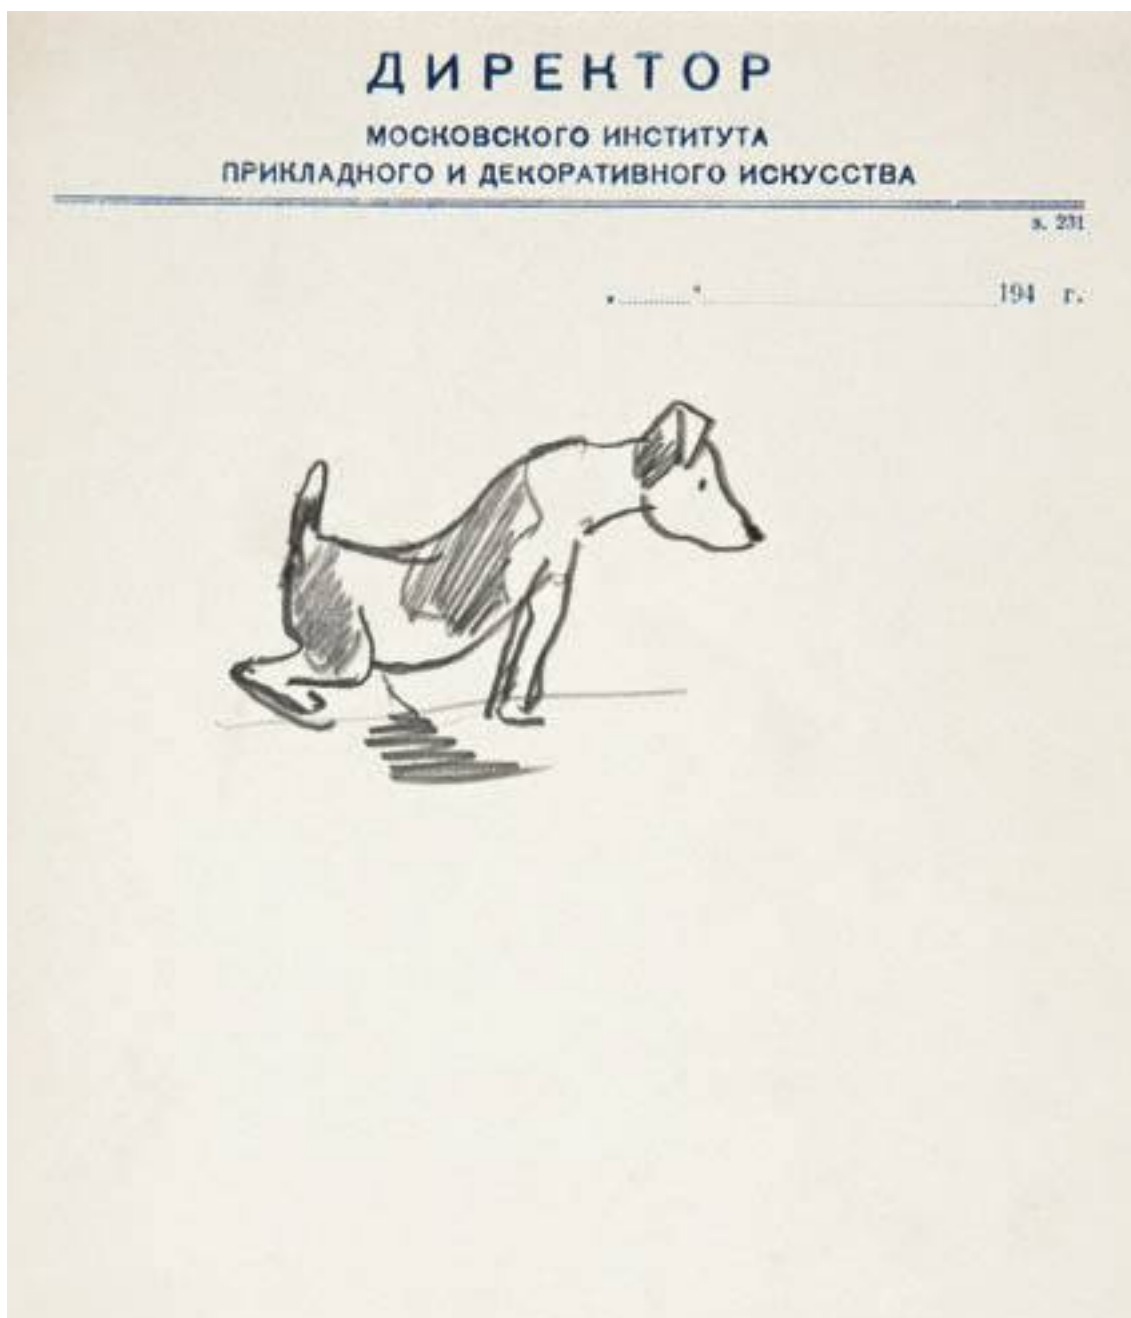 ДИРЕКТОР
МОСКОВСКОГО ИНСТИТУТА
ПРИКЛАДНОГО И ДЕКОРАТИВНОГО ИСКУССТВА
з. 231
„..........“.......................................... 194 г.